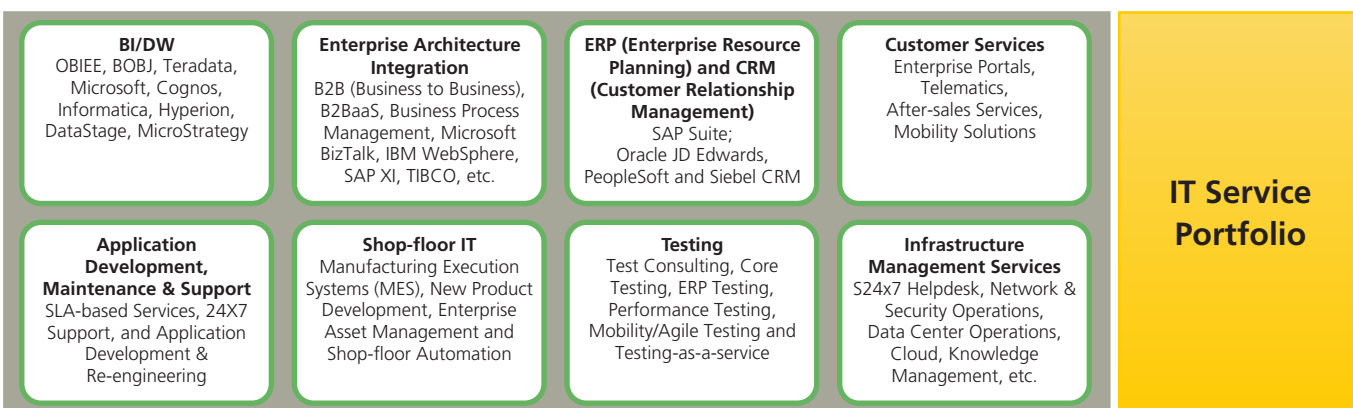 BI/DW
OBIEE, BOBJ, Teradata,
Microsoft, Cognos,
Informatica, Hyperion,
DataStage, MicroStrategy
Enterprise Architecture
Integration
B2B (Business to Business),
B2BaaS, Business Process
Management, Microsoft
BizTalk, IBM WebSphere,
SAP XI, TIBCO, etc.
ERP (Enterprise Resource
Planning) and CRM
(Customer Relationship
Management)
SAP Suite;
Oracle JD Edwards,
PeopleSoft and Siebel CRM
Customer Services
Enterprise Portals,
Telematics,
After-sales Services,
Mobility Solutions
Application
Development,
Maintenance & Support
SLA-based Services, 24X7
Support, and Application
Development &
Re-engineering
Shop-floor IT
Manufacturing Execution
Systems (MES), New Product
Development, Enterprise
Asset Management and
Shop-floor Automation
Testing
Test Consulting, Core
Testing, ERP Testing,
Performance Testing,
Mobility/Agile Testing and
Testing-as-a-service
Infrastructure
Management Services
S24x7 Helpdesk, Network &
Security Operations,
Data Center Operations,
Cloud, Knowledge
Management, etc.
IT Service
Portfolio